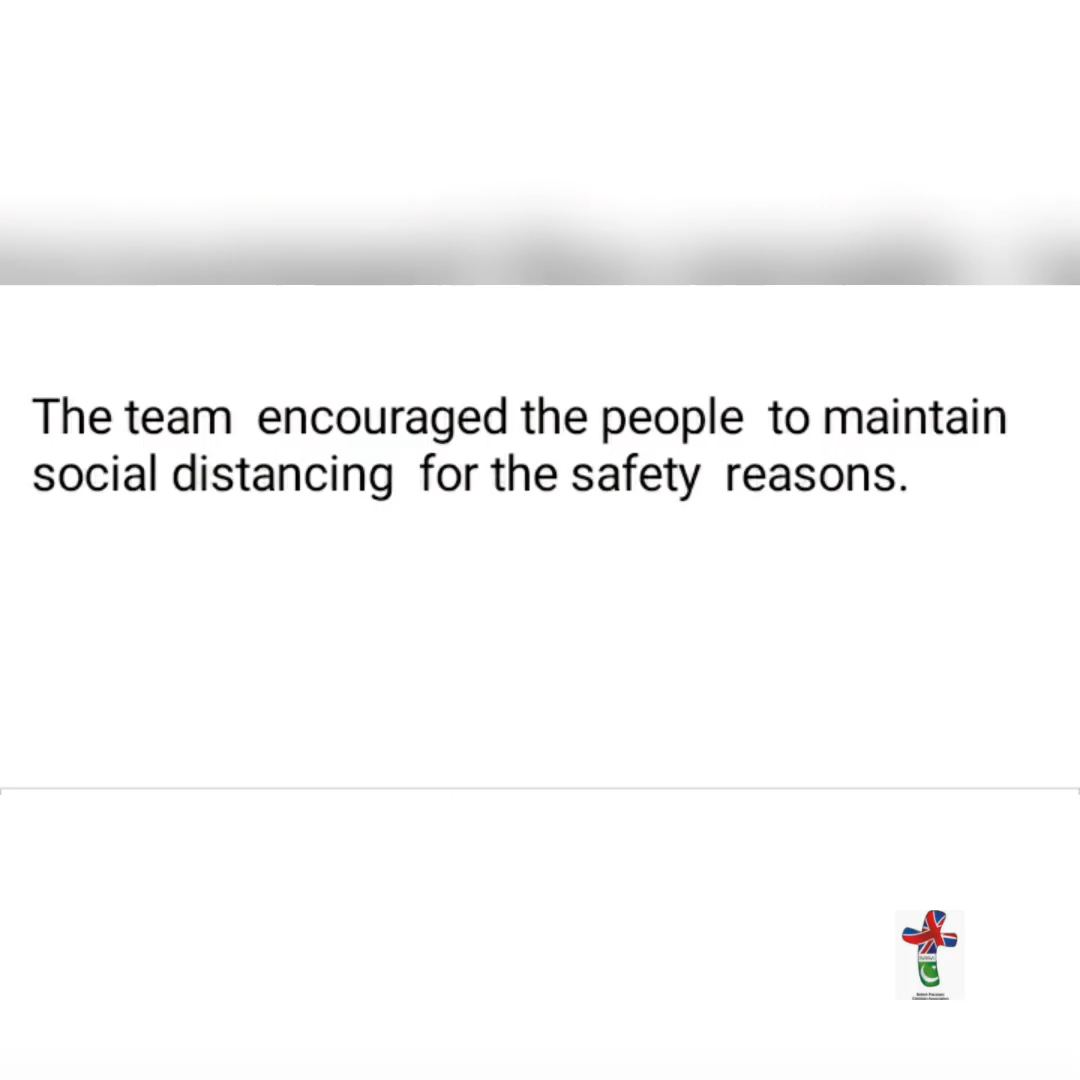 The team encouraged the people to maintain
social distancing for the safety reasons.